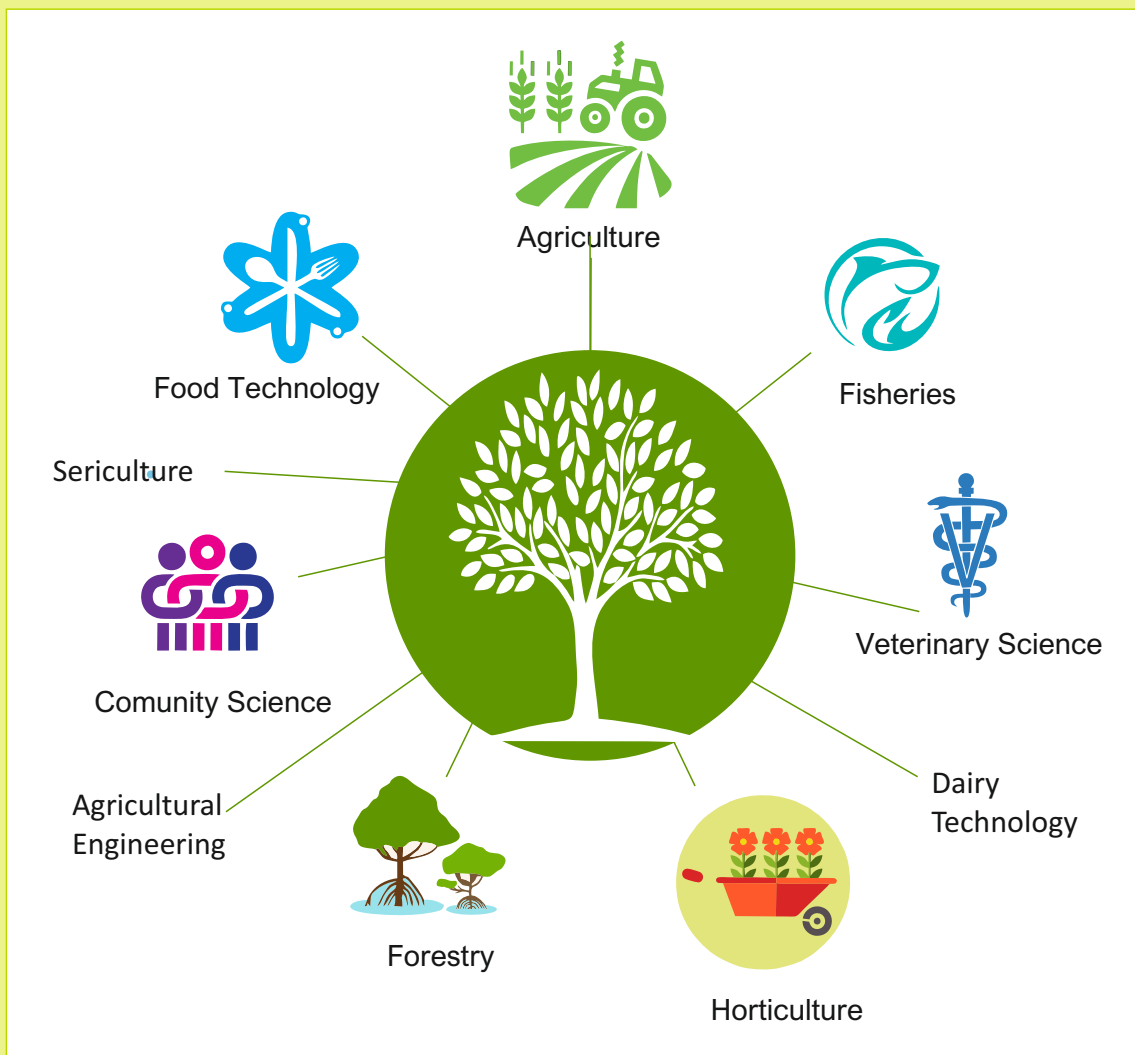 Agriculture
Food Technology
Fisheries
Sericulture
Veterinary Science
Comunity Science
Agricultural
Engineering
Dairy
Technology
Forestry
Horticulture